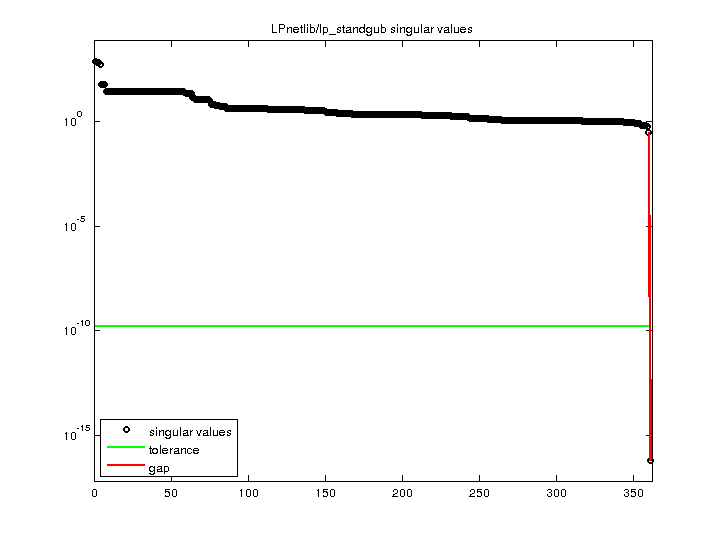 LPnetlib/lp_standgub singular values
10^0
10^-5
10^-10
10^-15
singular values
tolerance
gap
0 50 100 150 200 250 300 350